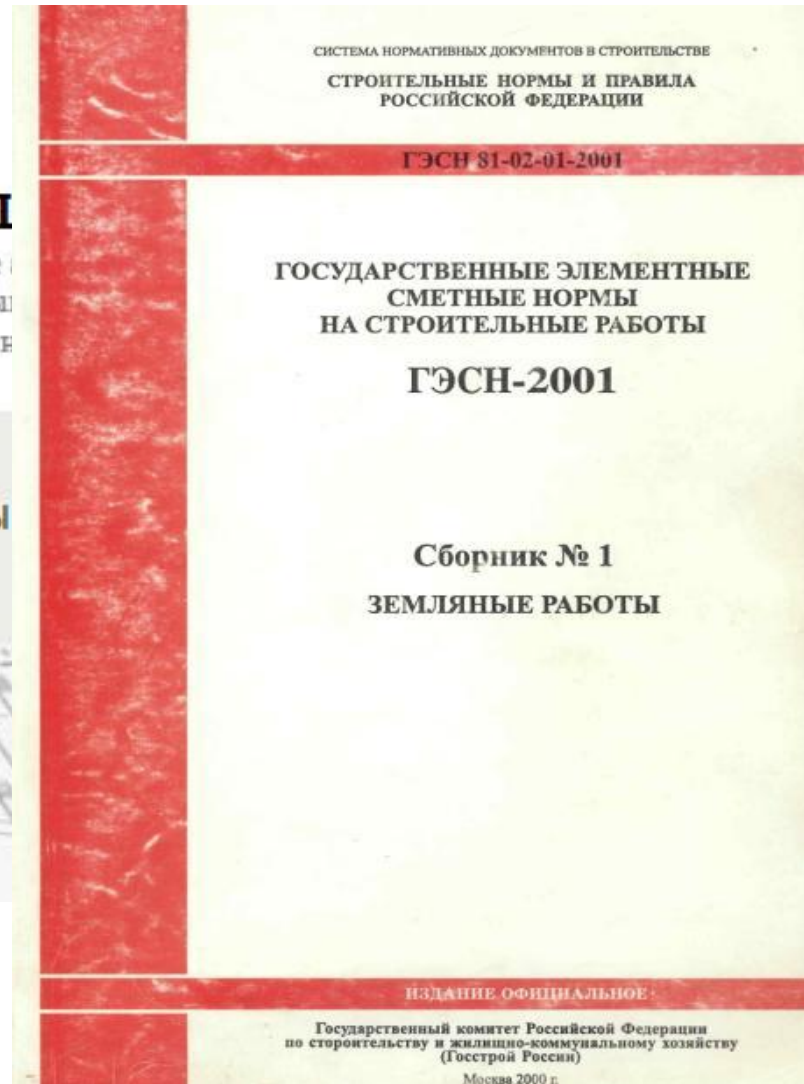 СИСТЕМА НОРМАТИВНЫХ ДОКУМЕНТОВ В СТРОИТЕЛЬСТВЕ
СТРОИТЕЛЬНЫЕ НОРМЫ И ПРАВИЛА
РОССИЙСКОЙ ФЕДЕРАЦИИ
ГЭСН 81-02-01-2001
ГОСУДАРСТВЕННЫЕ ЭЛЕМЕНТНЫЕ
СМЕТНЫЕ НОРМЫ
НА СТРОИТЕЛЬНЫЕ РАБОТЫ
ГЭСН-2001
Сборник № 1
ЗЕМЛЯНЫЕ РАБОТЫ
ИЗДАНИЕ ОФИЦИАЛЬНОЕ
Государственный комитет Российской Федерации
по сторойтельству и жилищно-коммунальному хозяйству
(Госстрой России)
Москва 2000 г.